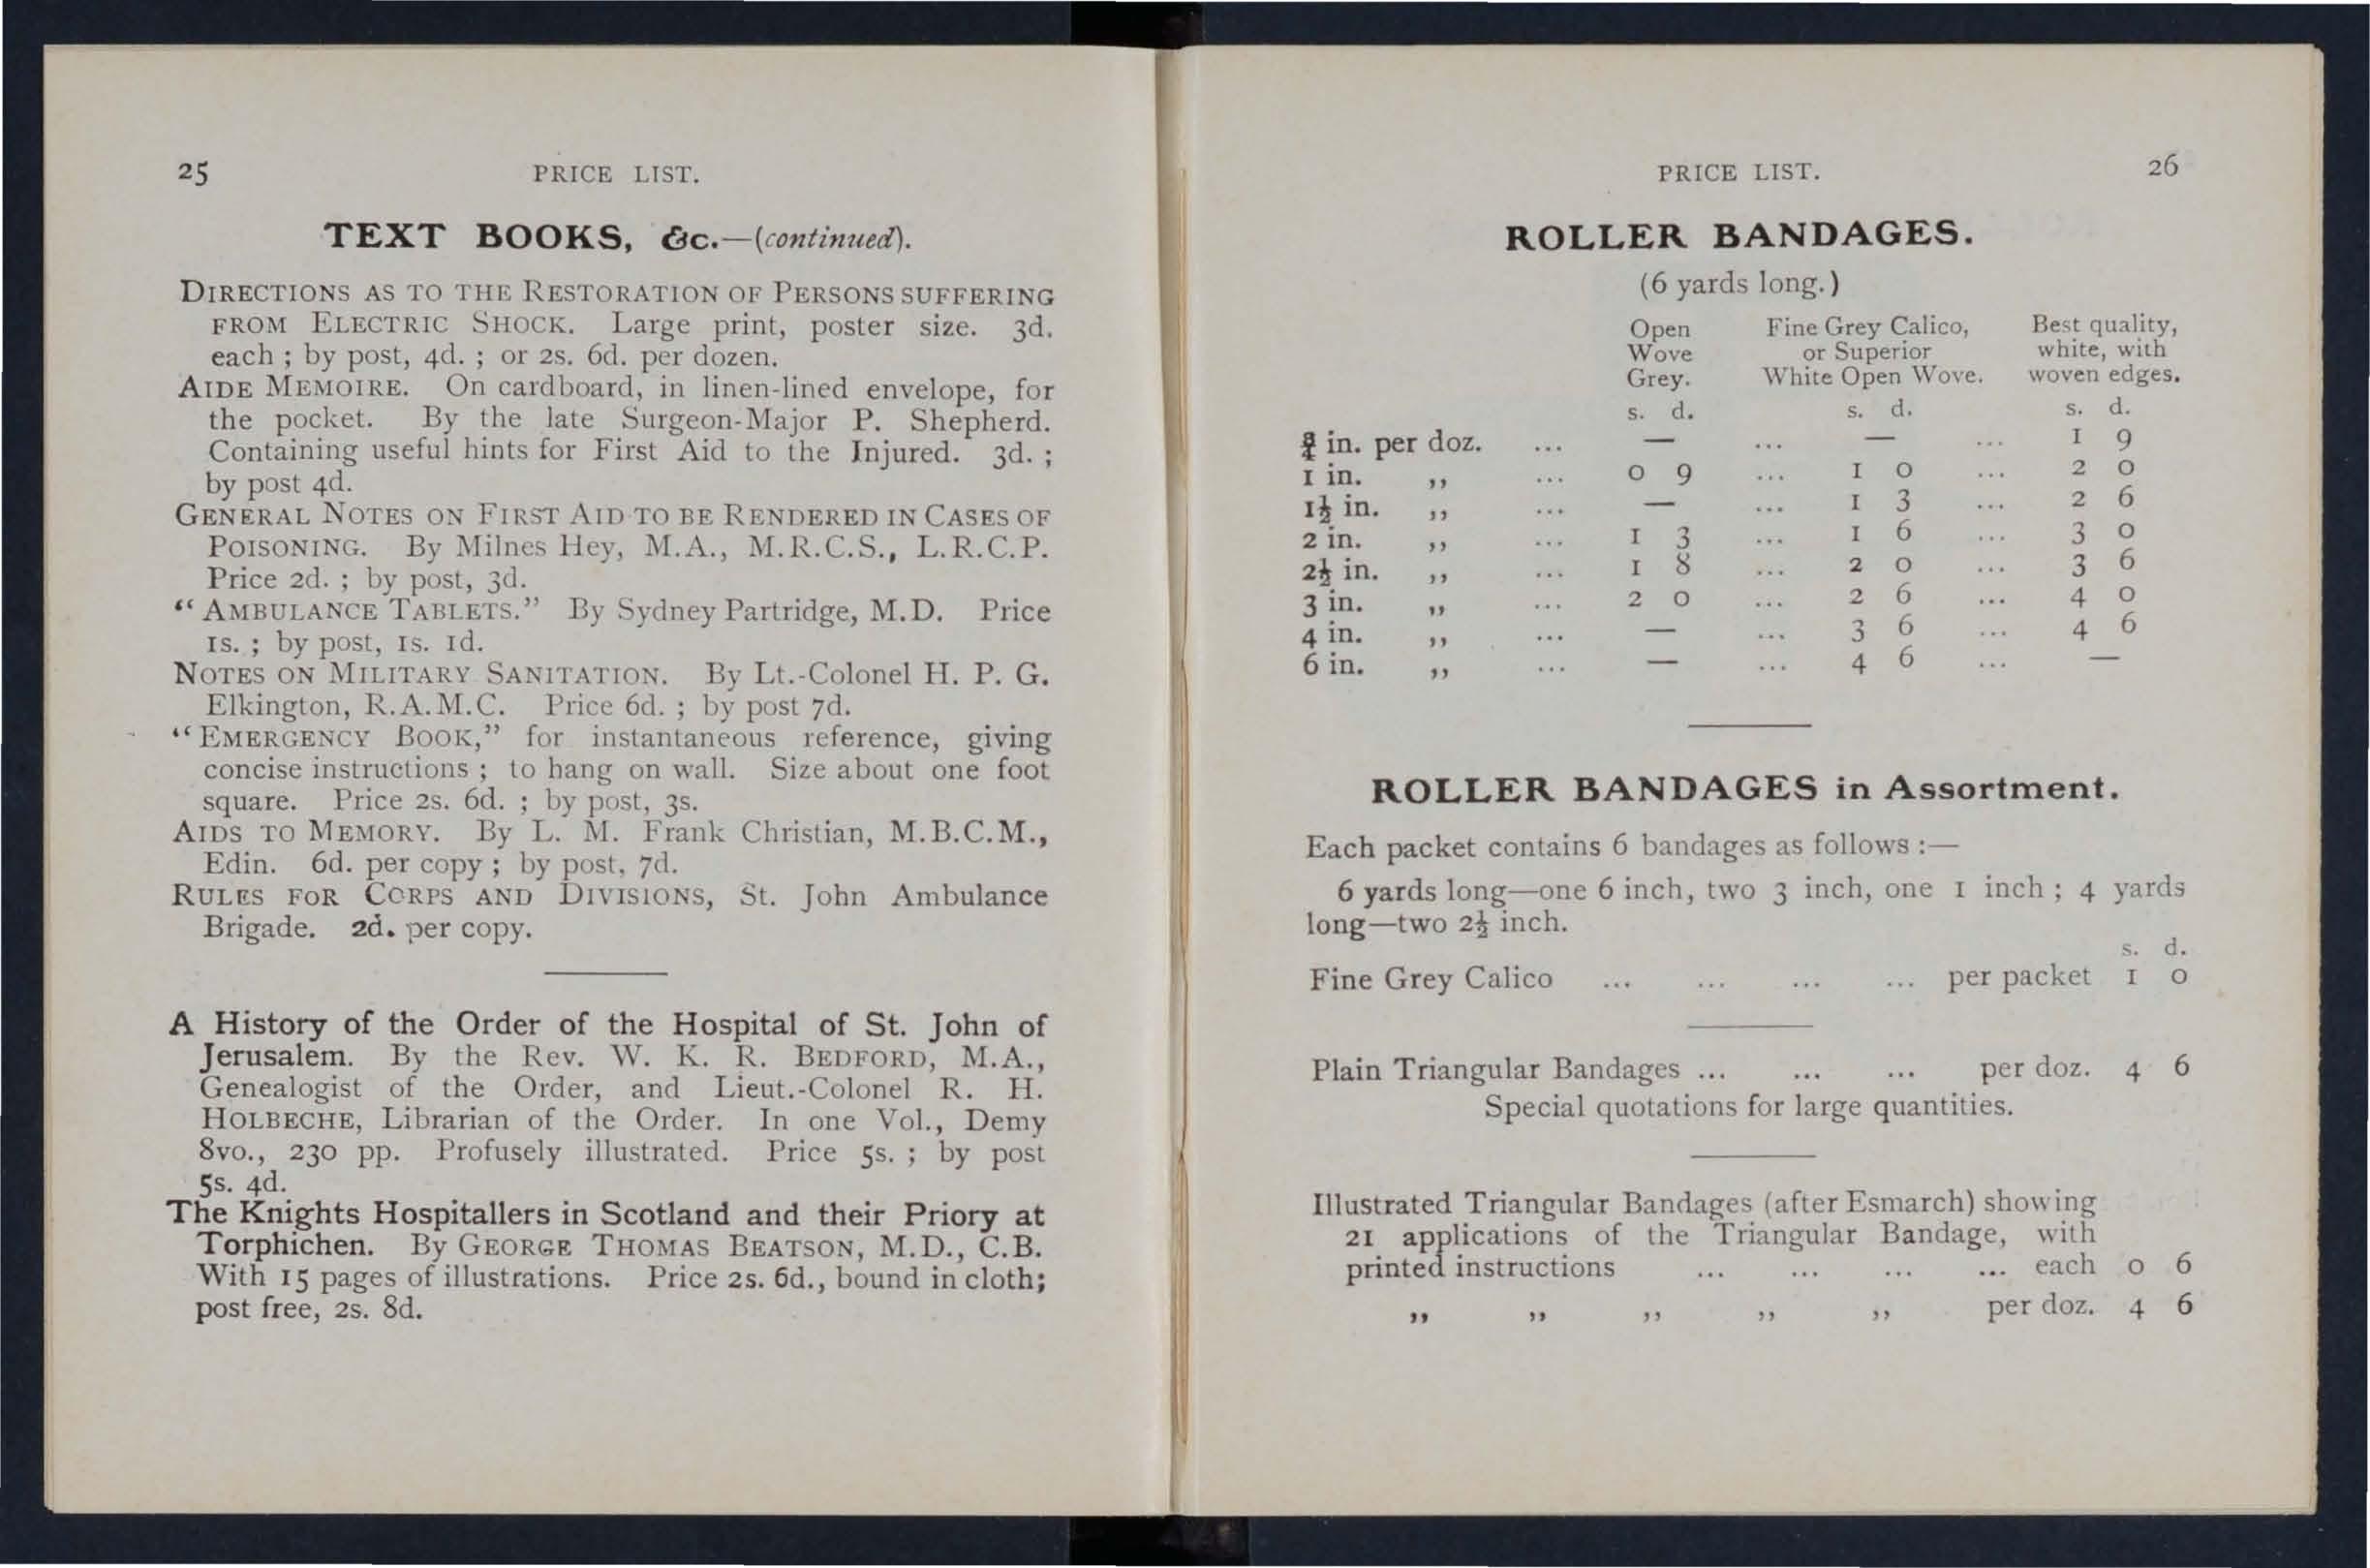 25 PRICE LIST.
TEXT BOOKS, &c.—(continued).
DIRECTIONS AS TO THE RESTORATION OF PERSONS SUFFERING
FROM ELECTRIC SHOCK. Large print, poster size. 3d.
each ; by post, 4d. ; or 2s. 6d. per dozen.
AIDE MEMOIRE. On cardboard, in linen-lined envelope, for
the pocket. By the late Surgeon-Major P. Shepherd.
Containing useful hints for First Aid to the Injured. 3d. ;
by post 4d.
GENERAL NOTES ON FIRST AID TO BE RENDERED IN CASES OF
POISONING. By Milnes Hey, M.A., M.R.C.S., L.R.C.P.
Price 2d. ; by post, 3d.
“ AMBULANCE TABLETS.” By Sydney Partridge, M.D. Price
1s. ; by post, 1s. 1d.
NOTES ON MILITARY SANITATION. By Lt.-Colonel H. P. G.
Elkington, R.A.M.C. Price 6d. ; by post 7d.
“ EMERGENCY BOOK,” for instantaneous reference, giving
concise instructions ; to hang on wall. Size about one foot
square. Price 2s. 6d. ; by post, 3s.
AIDS TO MEMORY. By L. M. Frank Christian, M.B.C.M.,
Edin. 6d. per copy ; by post, 7d.
RULES FOR CORPS AND DIVISIONS, St. John Ambulance
Brigade. 2d. per copy.
A History of the Order of the Hospital of St. John of
Jerusalem. By the Rev. W. K. R. BEDFORD, M.A.,
Genealogist of the Order, and Lieut.-Colonel R. H.
HOLBECHE, Librarian of the Order. In one Vol., Demy
8vo., 230 pp. Profusely illustrated. Price 5s. ; by post
5s. 4d.
The Knights Hospitallers in Scotland and their Priory at
Torphichen. By GEORGE THOMAS BEATSON, M.D., C.B.
With 15 pages of illustrations. Price 2s. 6d., bound in cloth;
post free, 2s. 8d.
PRICE LIST. 26
ROLLER BANDAGES.
(6 yards long.)
Open Fine Grey Calico, Best quality,
Wove or Superior white, with
Grey. White Open Wove. woven edges.
s. d. s. d. s. d.
¾ in. per doz. ... — ... — ... 1 9
1 in. ,, ... 0 9 ... 1 0 ... 2 0
1½ in. ,, ... — ... 1 3 ... 2 6
2 in. ,, ... 1 3 ... 1 6 ... 3 0
2½ in. ,, ... 1 8 ... 2 0 ... 3 6
3 in. ,, ... 2 0 ... 2 6 ... 4 0
4 in. ,, ... — ... 3 6 ... 4 6
6 in. ,, ... — ... 4 6 ... —
ROLLER BANDAGES in Assortment.
Each packet contains 6 bandages as follows :—
6 yards long—one 6 inch, two 3 inch, one 1 inch ; 4 yards
long—two 2½ inch.
s. d.
Fine Grey Calico ... ... ... ... per packet 1 0
Plain Triangular Bandages ... ... ... per doz. 4 6
Special quotations for large quantities.
Illustrated Triangular Bandages (after Esmarch) showing
21 applications of the Triangular Bandage, with
printed instructions ... ... ... ... each 0 6
,, ,, ,, ,, ,, per doz. 4 6